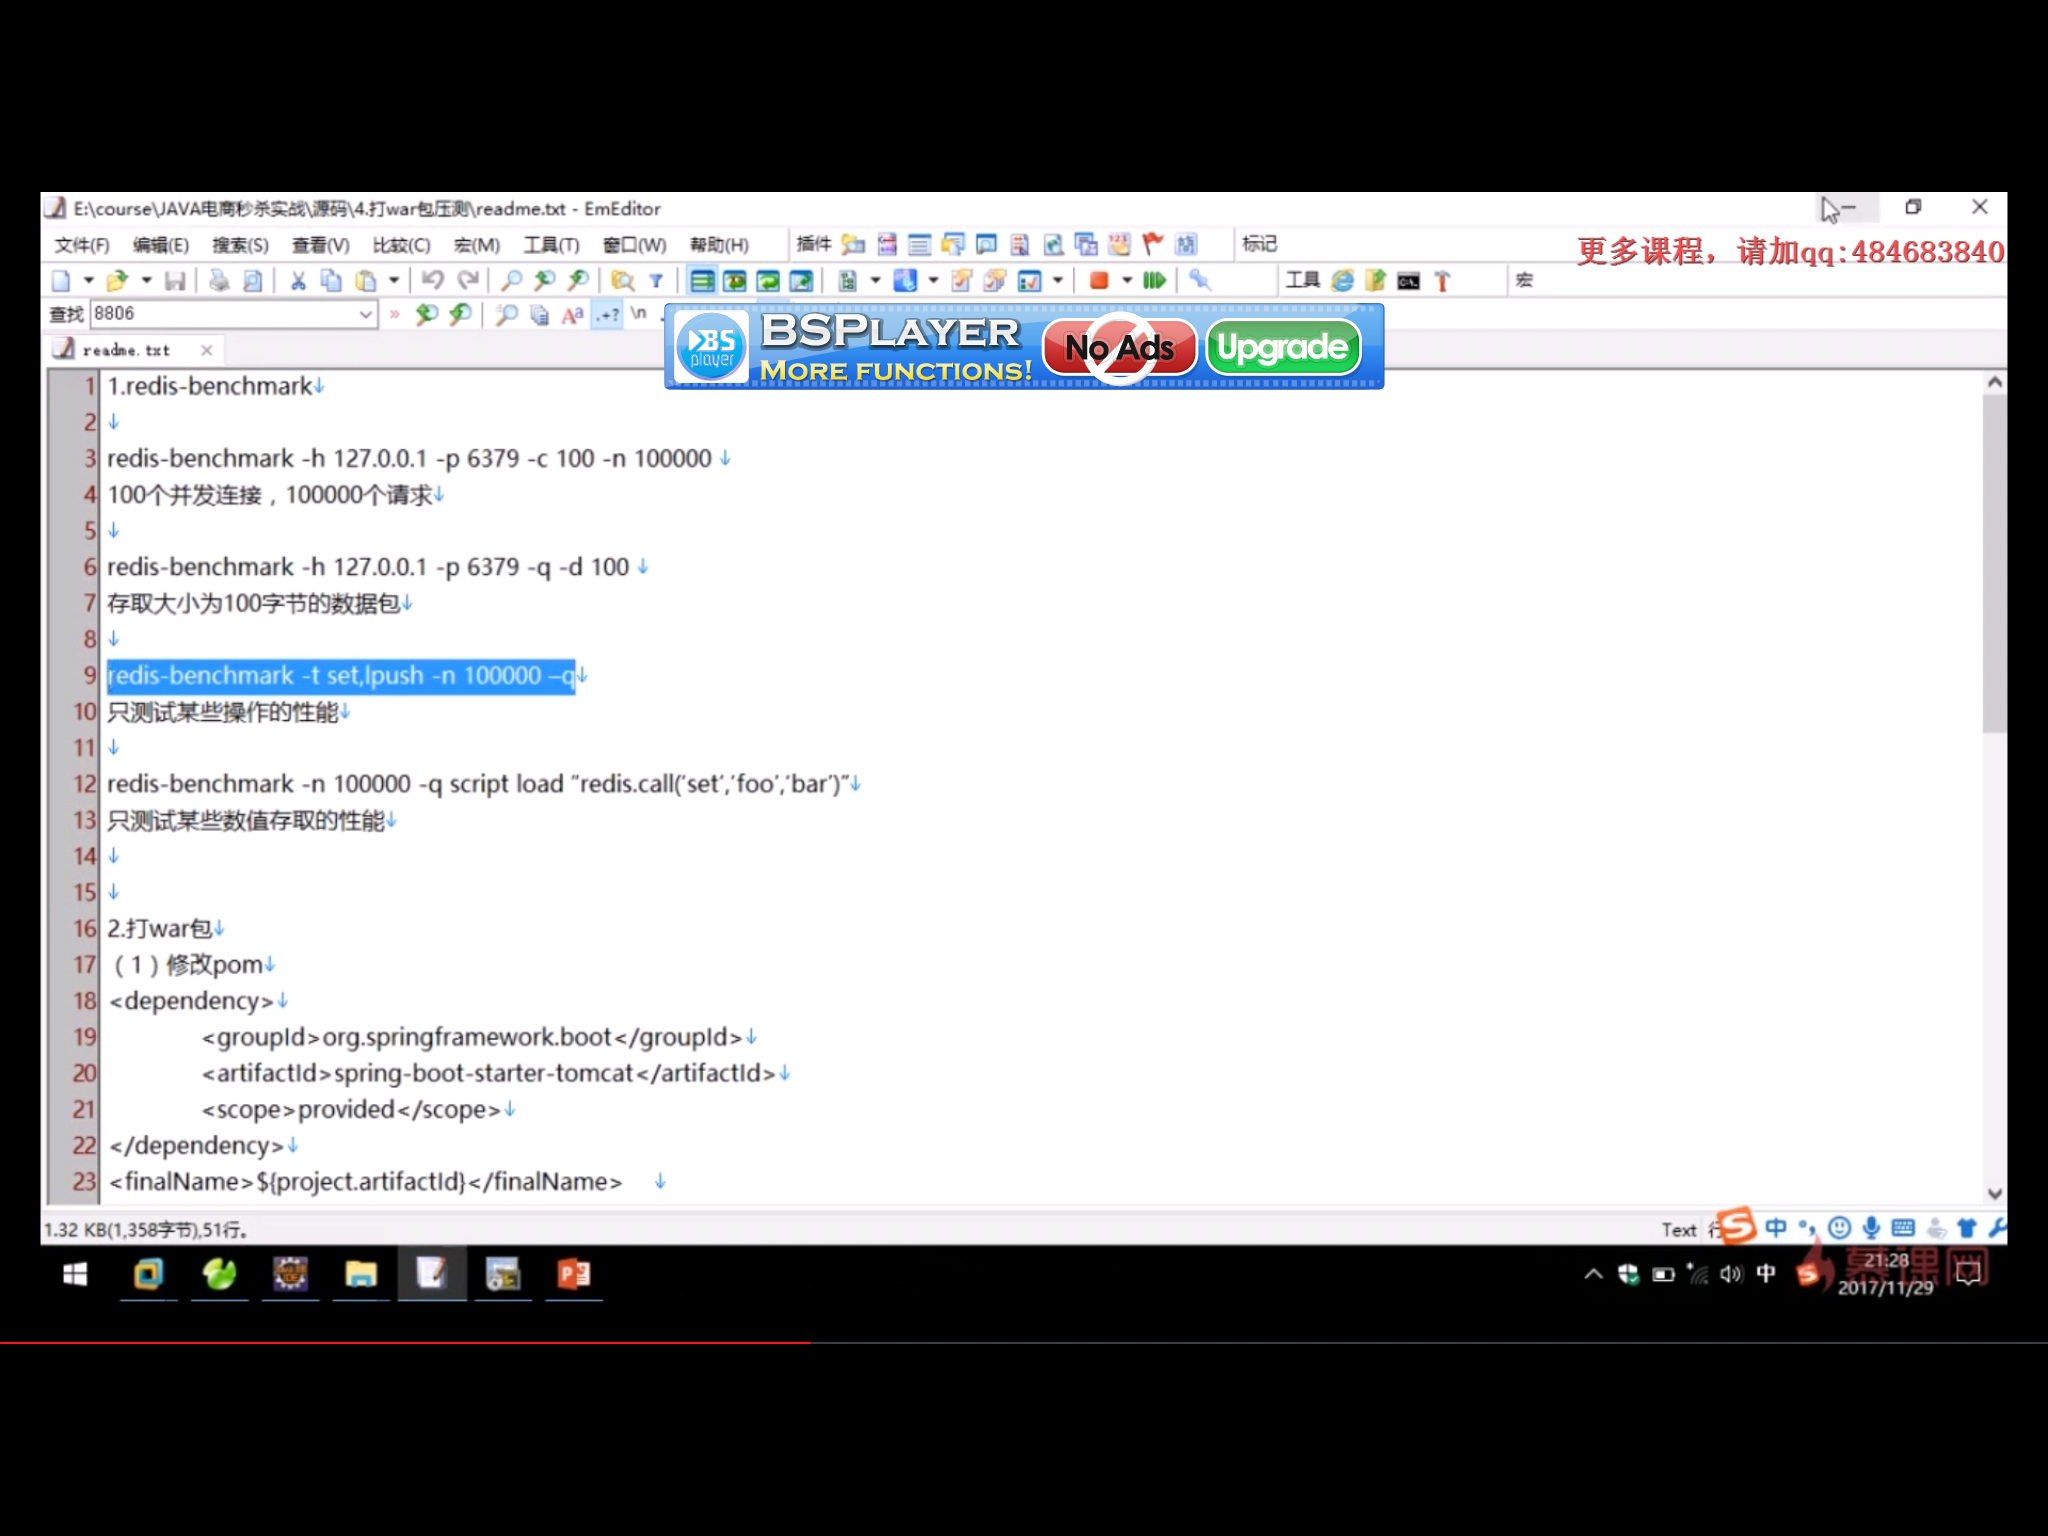 E:\course\JAVA电商秒杀实战\源码\4.打war包压测\readme.txt - EmEditor
文件(F) 编辑(E) 搜索(S) 查看(V) 比较(C) 宏(M) 工具(T) 窗口(W) 帮助(H) 插件 标记
更多课程，请加qq:484683840
工具 宏
查找 8806 .+? \n
BSPLAYER
MORE FUNCTIONS!
No Ads
Upgrade
BS player
readme.txt
1 1.redis-benchmark↓
2 ↓
3 redis-benchmark -h 127.0.0.1 -p 6379 -c 100 -n 100000 ↓
4 100个并发连接，100000个请求↓
5 ↓
6 redis-benchmark -h 127.0.0.1 -p 6379 -q -d 100 ↓
7 存取大小为100字节的数据包↓
8 ↓
9 redis-benchmark -t set,lpush -n 100000 –q↓
10 只测试某些操作的性能↓
11 ↓
12 redis-benchmark -n 100000 -q script load “redis.call(‘set’,‘foo’,‘bar’)”↓
13 只测试某些数值存取的性能↓
14 ↓
15 ↓
16 2.打war包↓
17 （1）修改pom↓
18 <dependency>↓
19 <groupId>org.springframework.boot</groupId>↓
20 <artifactId>spring-boot-starter-tomcat</artifactId>↓
21 <scope>provided</scope>↓
22 </dependency>↓
23 <finalName>${project.artifactId}</finalName> ↓
1.32 KB(1,358字节),51行。
Text 行
中
中
慕课网
21:28
2017/11/29